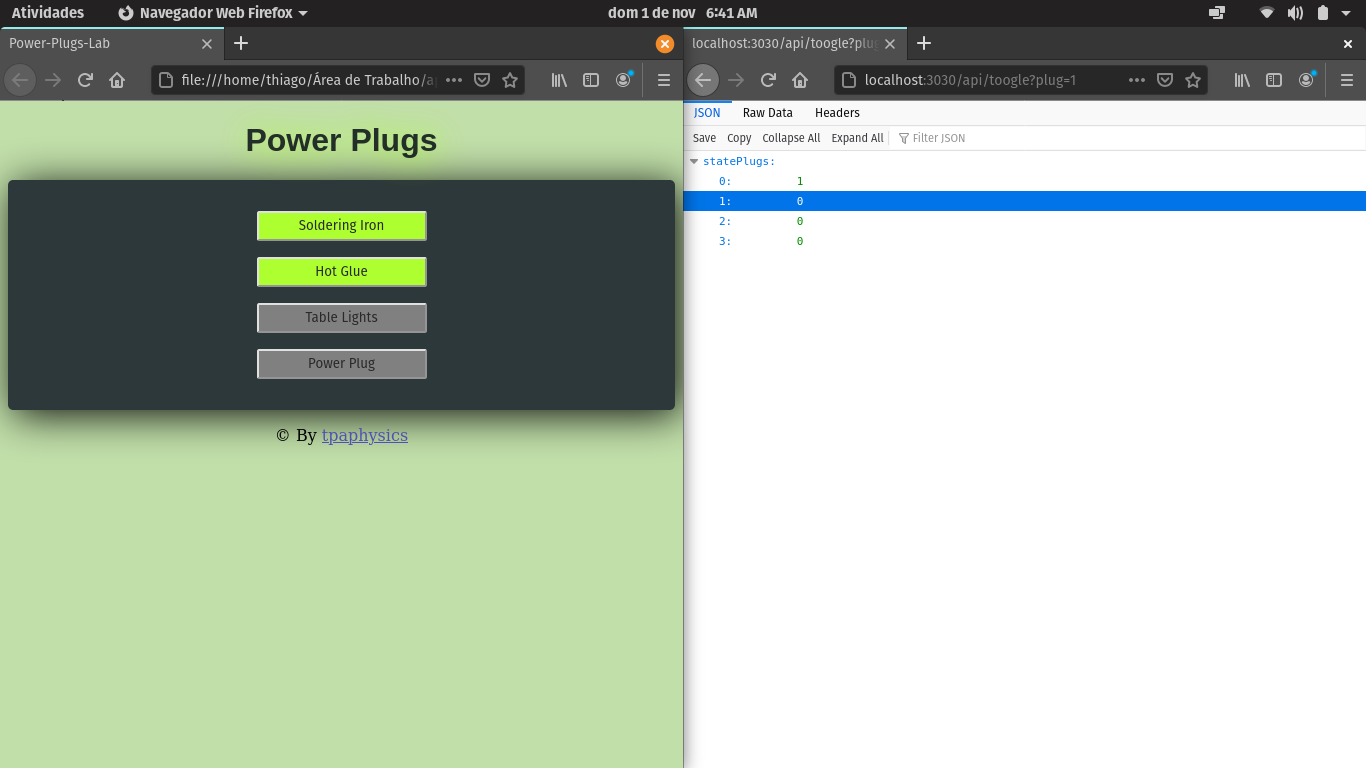 Atividades Navegador Web Firefox dom 1 de nov 6:41 AM
Power-Plugs-Lab
file:///home/thiago/Área de Trabalho/a
Power Plugs
Soldering Iron
Hot Glue
Table Lights
Power Plug
© By tpaphysics
localhost:3030/api/toogle?plug
localhost:3030/api/toogle?plug=1
JSON Raw Data Headers
Save Copy Collapse All Expand All Filter JSON
statePlugs:
0: 1
1: 0
2: 0
3: 0